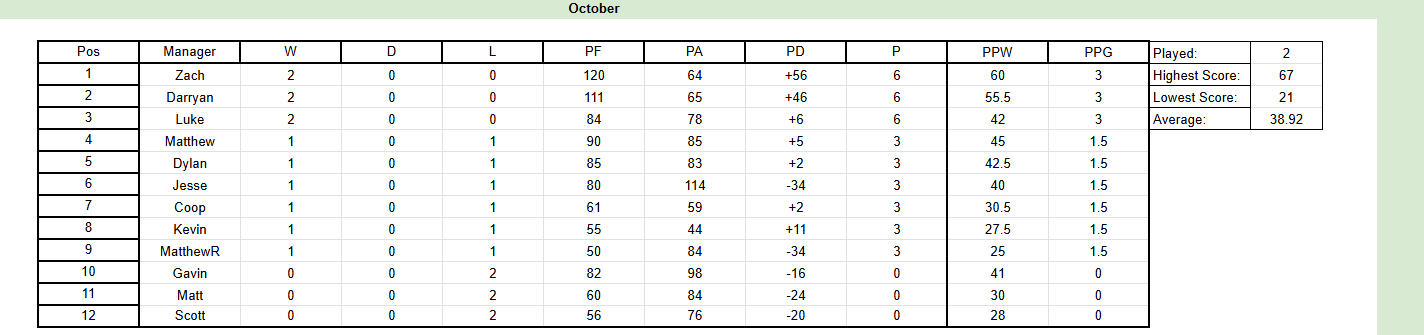 October
Pos Manager W D L PF PA PD P PPW PPG Played: 2
1 Zach 2 0 0 120 64 +56 6 60 3 Highest Score: 67
2 Darryan 2 0 0 111 65 +46 6 55.5 3 Lowest Score: 21
3 Luke 2 0 0 84 78 +6 6 42 3 Average: 38.92
4 Matthew 1 0 1 90 85 +5 3 45 1.5
5 Dylan 1 0 1 85 83 +2 3 42.5 1.5
6 Jesse 1 0 1 80 114 -34 3 40 1.5
7 Coop 1 0 1 61 59 +2 3 30.5 1.5
8 Kevin 1 0 1 55 44 +11 3 27.5 1.5
9 MatthewR 1 0 1 50 84 -34 3 25 1.5
10 Gavin 0 0 2 82 98 -16 0 41 0
11 Matt 0 0 2 60 84 -24 0 30 0
12 Scott 0 0 2 56 76 -20 0 28 0